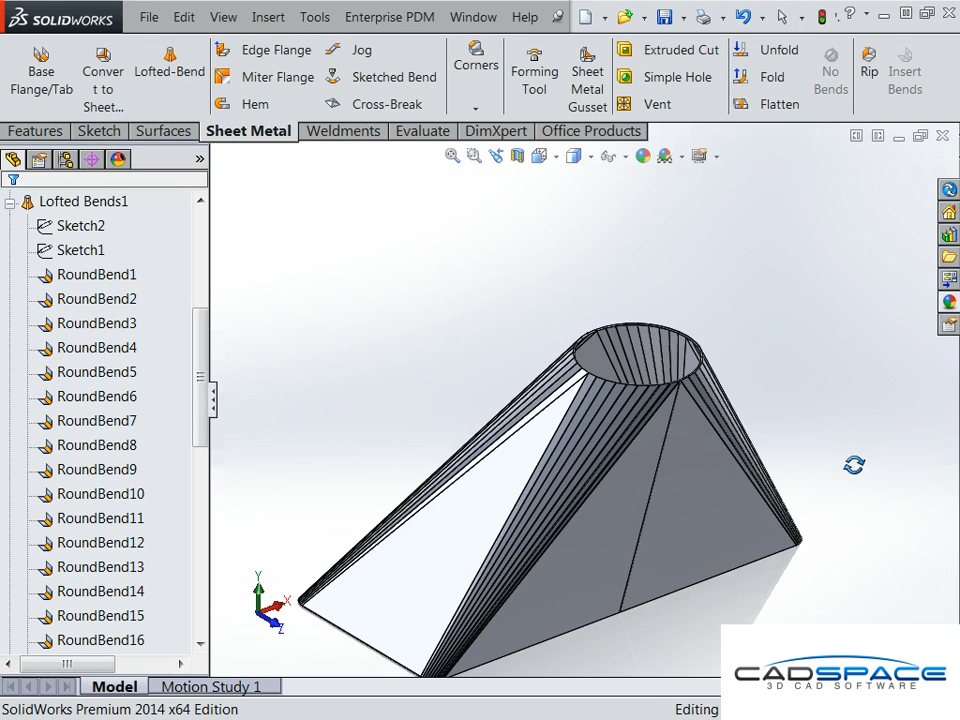 SOLIDWORKS
File Edit View Insert Tools Enterprise PDM Window Help
Base Flange/Tab
Conver t to Sheet...
Lofted-Bend
Edge Flange
Miter Flange
Hem
Jog
Sketched Bend
Cross-Break
Corners
Forming Tool
Sheet Metal Gusset
Extruded Cut
Simple Hole
Vent
Unfold
Fold
Flatten
No Bends
Rip
Insert Bends
Features Sketch Surfaces Sheet Metal Weldments Evaluate DimXpert Office Products
Lofted Bends1
Sketch2
Sketch1
RoundBend1
RoundBend2
RoundBend3
RoundBend4
RoundBend5
RoundBend6
RoundBend7
RoundBend8
RoundBend9
RoundBend10
RoundBend11
RoundBend12
RoundBend13
RoundBend14
RoundBend15
RoundBend16
Y
X
Z
Model Motion Study 1
SolidWorks Premium 2014 x64 Edition
Editing
CADSPACE
3D CAD SOFTWARE